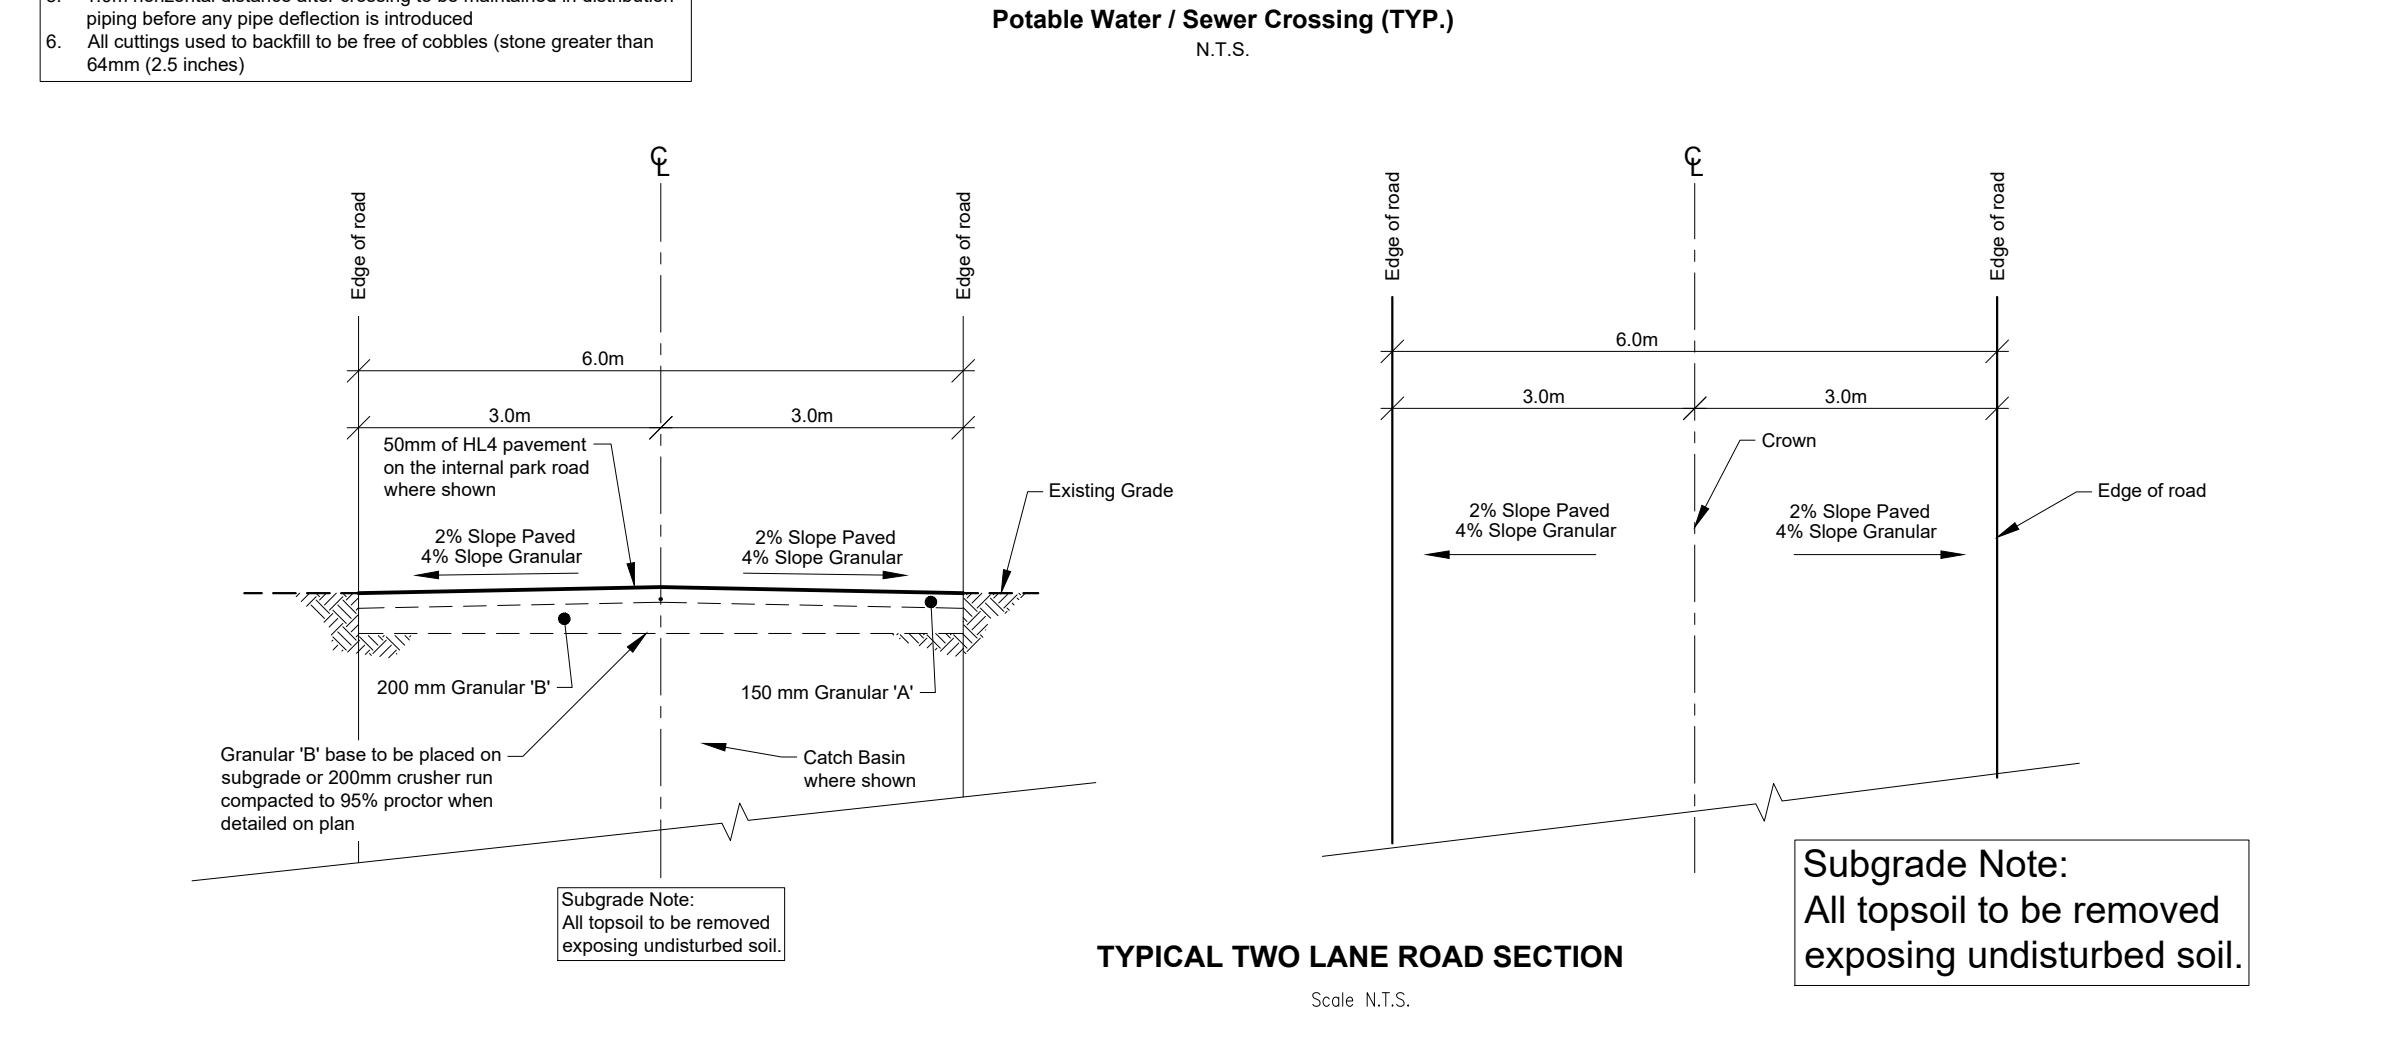 piping before any pipe deflection is introduced
6. All cuttings used to backfill to be free of cobbles (stone greater than
64mm (2.5 inches)
Potable Water / Sewer Crossing (TYP.)
N.T.S.
℄
Edge of road
Edge of road
6.0m
3.0m
3.0m
50mm of HL4 pavement
on the internal park road
where shown
Existing Grade
2% Slope Paved
4% Slope Granular
2% Slope Paved
4% Slope Granular
200 mm Granular 'B'
150 mm Granular 'A'
Granular 'B' base to be placed on
subgrade or 200mm crusher run
compacted to 95% proctor when
detailed on plan
Catch Basin
where shown
Subgrade Note:
All topsoil to be removed
exposing undisturbed soil.
℄
Edge of road
Edge of road
6.0m
3.0m
3.0m
Crown
2% Slope Paved
4% Slope Granular
2% Slope Paved
4% Slope Granular
Edge of road
Subgrade Note:
All topsoil to be removed
exposing undisturbed soil.
TYPICAL TWO LANE ROAD SECTION
Scale N.T.S.